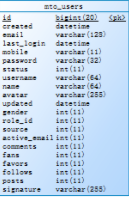 mto_users
id bigint(20) <pk>
created datetime
email varchar(128)
last_login datetime
mobile varchar(11)
password varchar(32)
status int(11)
username varchar(64)
name varchar(64)
avatar varchar(255)
updated datetime
gender int(11)
role_id int(11)
source int(11)
active_email int(11)
comments int(11)
fans int(11)
favors int(11)
follows int(11)
posts int(11)
signature varchar(255)